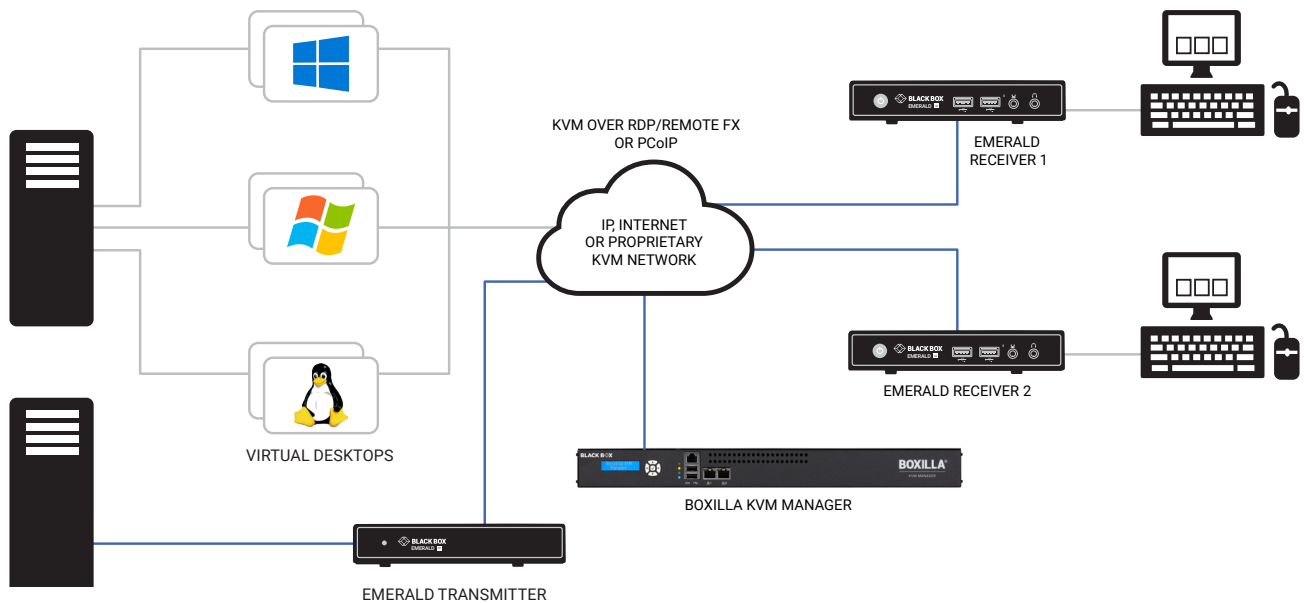 KVM OVER RDP/REMOTE FX
OR PCoIP
IP, INTERNET
OR PROPRIETARY
KVM NETWORK
BLACK BOX
EMERALD
EMERALD
RECEIVER 1
BLACK BOX
EMERALD
EMERALD RECEIVER 2
VIRTUAL DESKTOPS
BLACK BOX
BOXILLA
KVM MANAGER
BOXILLA KVM MANAGER
BLACK BOX
EMERALD
EMERALD TRANSMITTER